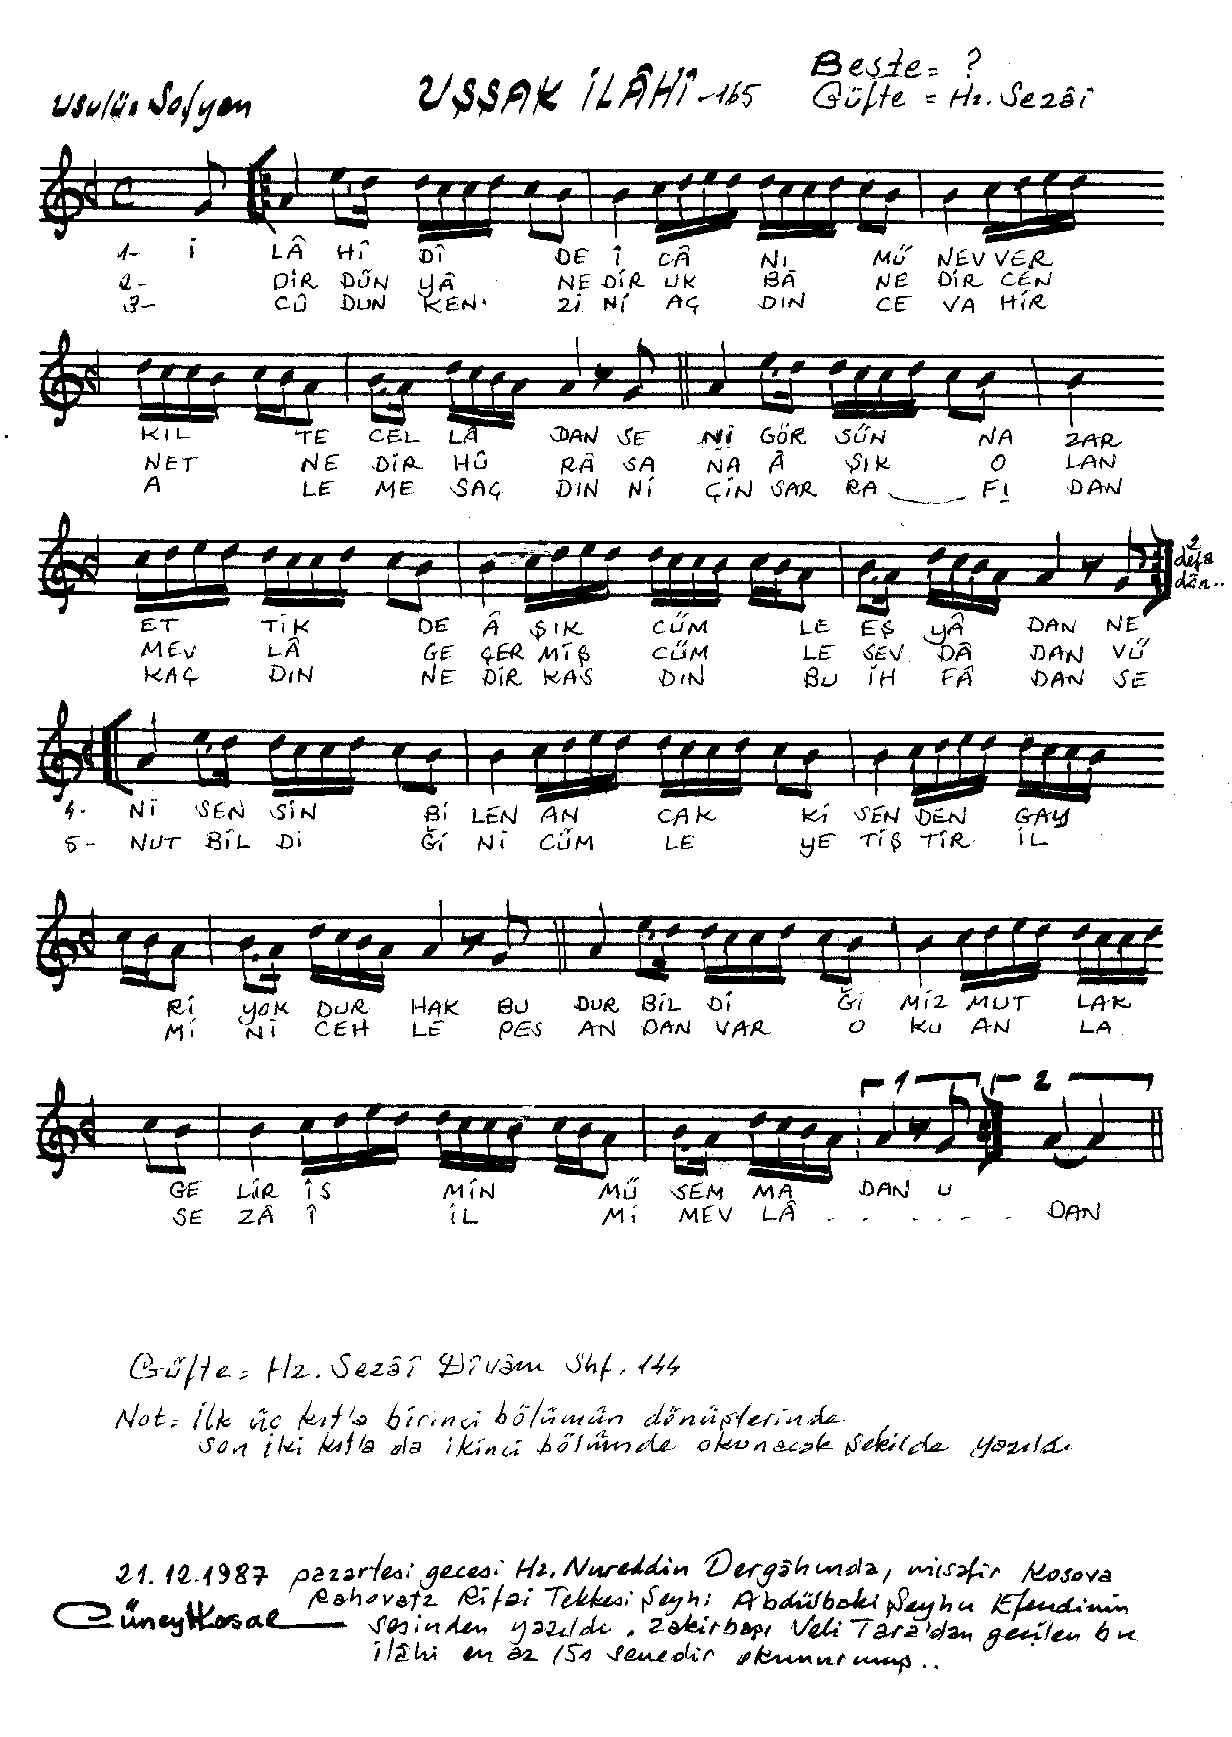 Usulü: Sofyan
UŞŞAK İLÂHÎ -165
Beste = ?
Güfte = Hz. Sezâî
1- İ LÂ HÎ DÎ DE İ CÂ NI MÜ NEV VER
2- DİR DÜN YÂ NE DİR UK BÂ NE DİR CEN
3- CÛ DUN KEN Zİ Nİ AÇ DIN CE VA HİR
KIL TE CEL LÂ DAN SE Nİ GÖR SÜN NA ZAR
NET NE DİR HÛ RÂ SA NA Â ŞIK O LAN
A LE ME SAÇ DIN Nİ ÇİN SAR RA FI DAN
2 defa dan..
ET TİK DE Â ŞIK CÜM LE EŞ YÂ DAN NE
MEV LÂ GE ÇER MİŞ CÜM LE SEV DÂ DAN VÜ
KAÇ DIN NE DİR KAS DIN BU İH FÂ DAN SE
4- Nİ SEN SİN Bİ LEN AN CAK Kİ SEN DEN GAY
5- NUT BİL Dİ Ğİ Nİ CÜM LE YE TİŞ TİR İL
Rİ YOK DUR HAK BU DUR BİL Dİ Ğİ MİZ MUT LAK
Mİ Nİ CEH LE PES AN DAN VAR O KU AN LA
1 2
GE LİR İS MİN MÜ SEM MA DAN U
SE ZÂ Î İL Mİ MEV LÂ . . . . . . DAN
Güfte = Hz. Sezâî Dîvânı Shf. 144
Not = İlk üç kıt'a birinci bölümün dönüşlerinde
son iki kıt'a da ikinci bölümde okunacak şekilde yazıldı
21.12.1987 pazartesi gecesi Hz. Nureddin Dergâhında, misafir Kosova
Rahovatz Rifai Tekkesi Şeyhi Abdülbaki Şeyhu Efendinin
Cüneyt Kosal sesinden yazıldı. Zakirbaşı Veli Tara'dan geçilen bu
ilâhi en az 150 senedir okunurmuş..